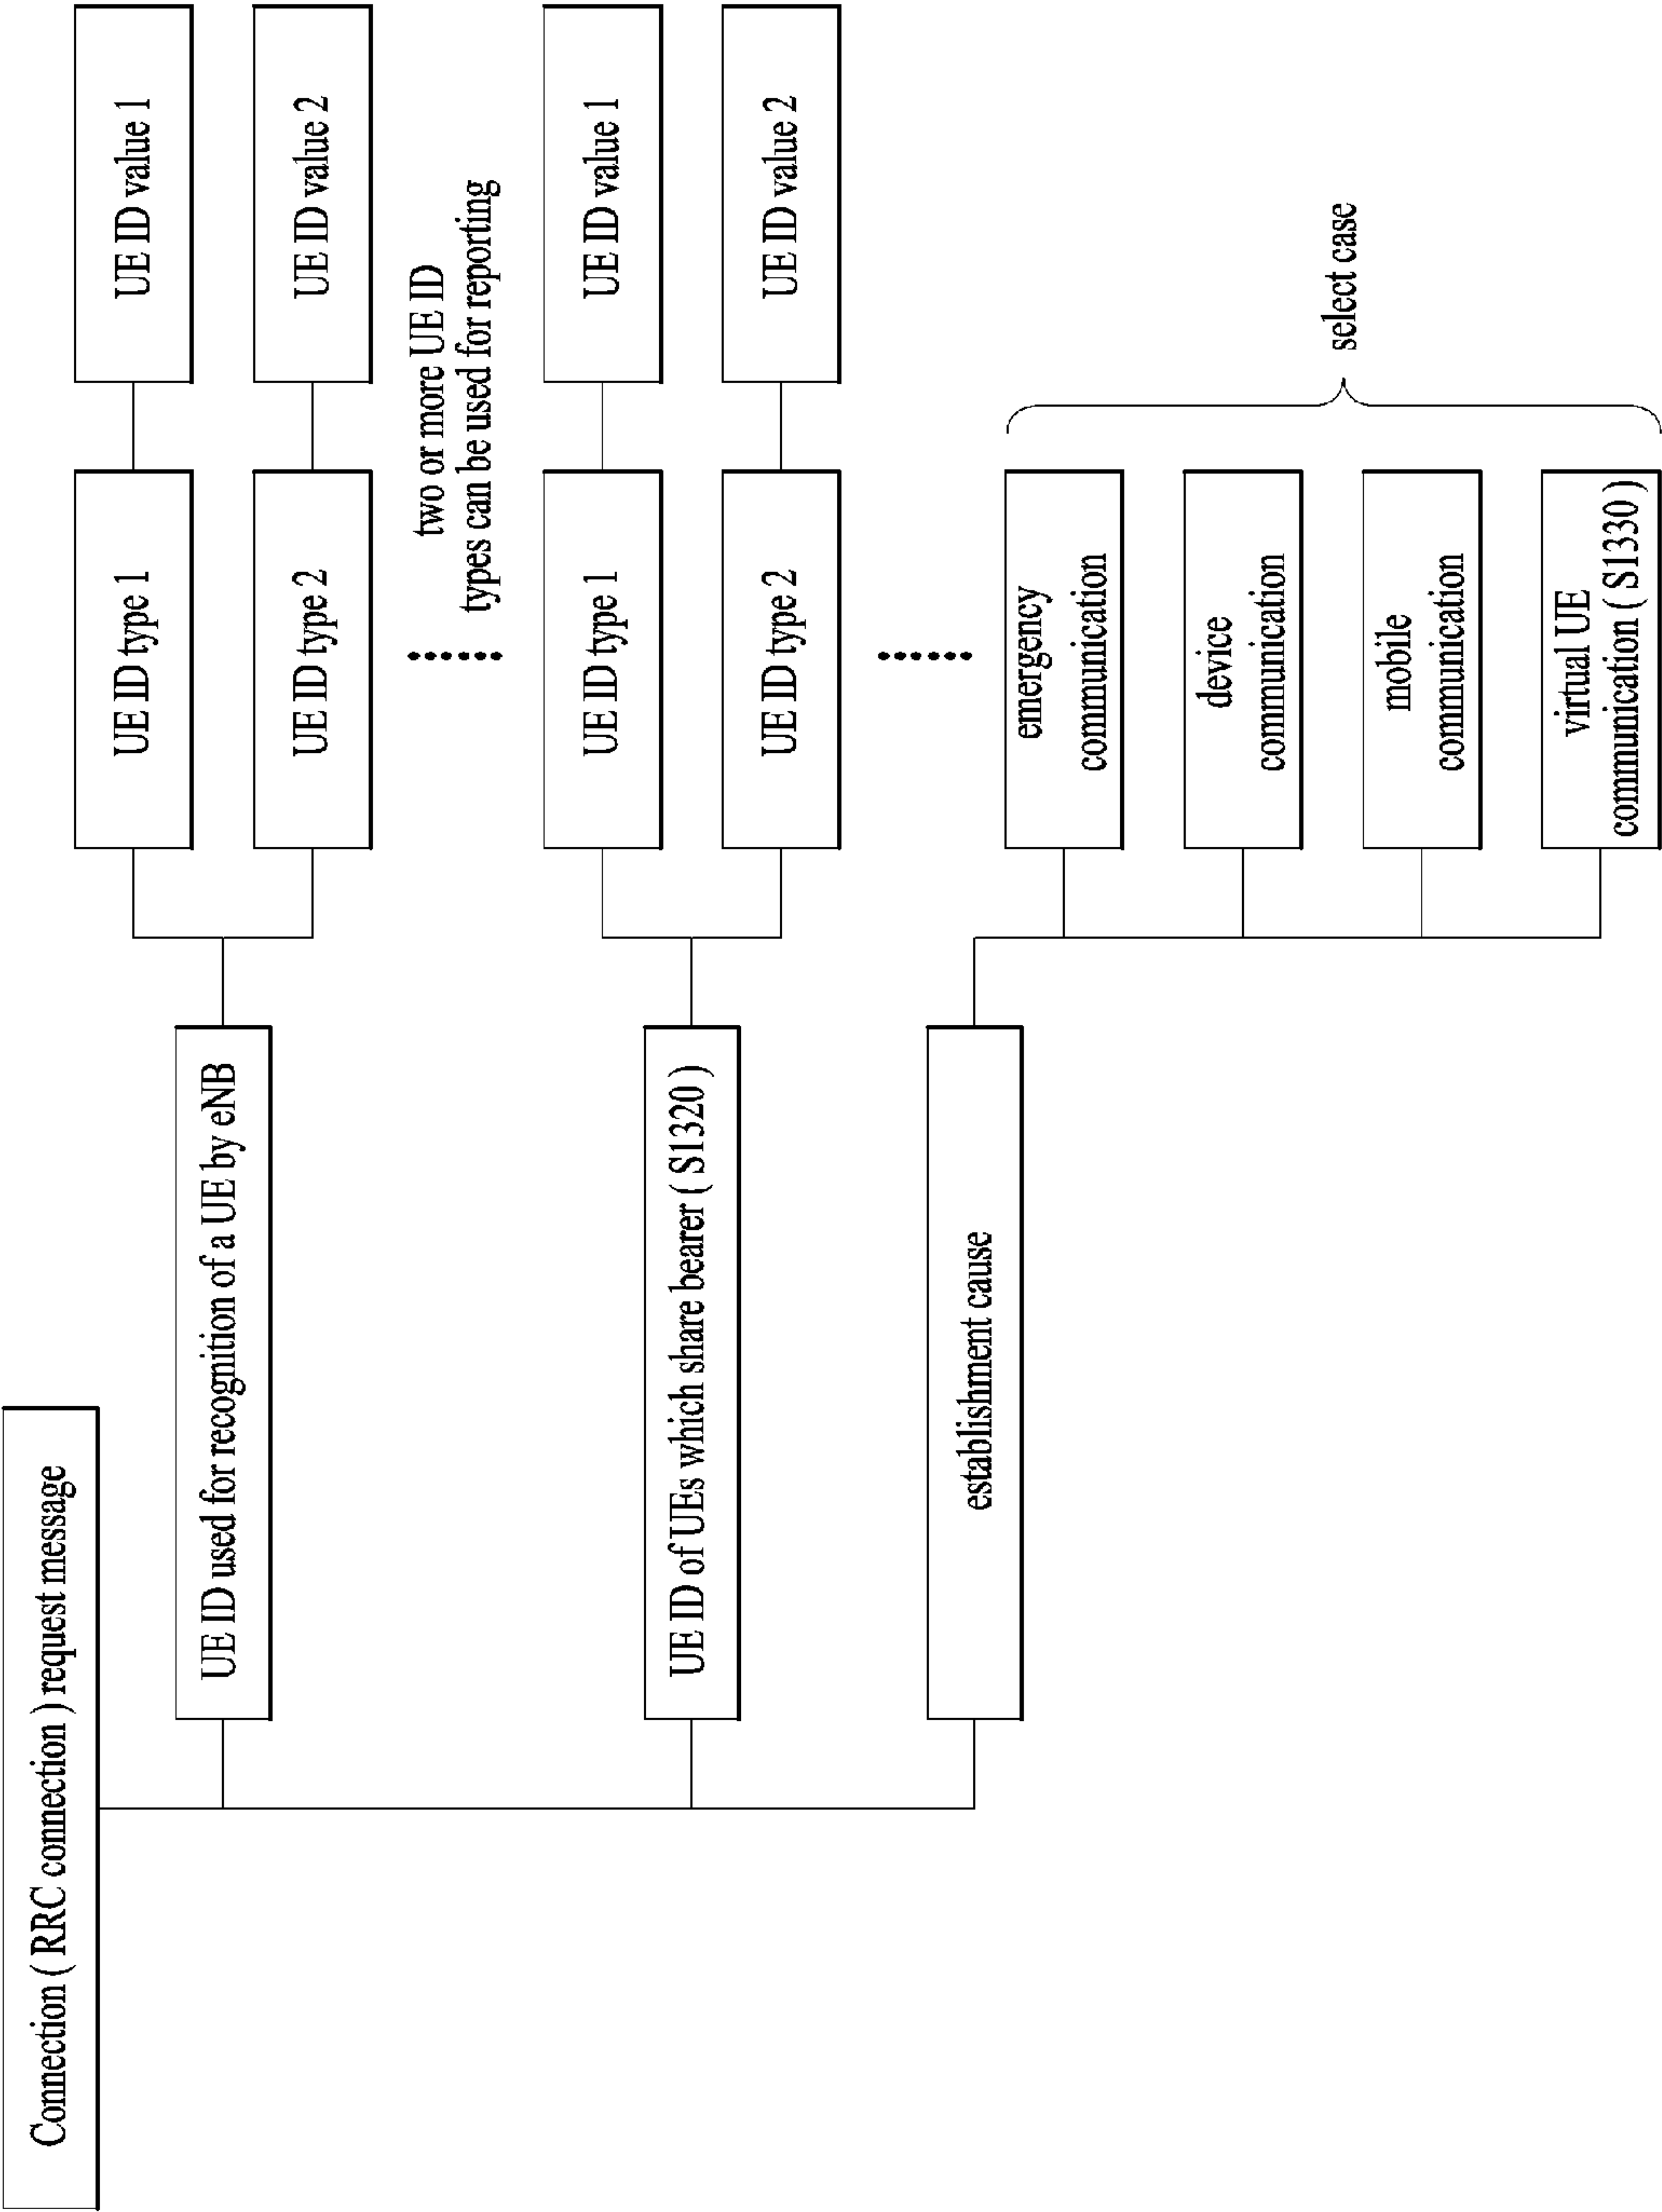 Connection ( RRC connection ) request message
UE ID used for recognition of a UE by eNB
UE ID type 1
UE ID value 1
UE ID type 2
UE ID value 2
two or more UE ID
types can be used for reporting
UE ID of UEs which share bearer ( S1320 )
UE ID type 1
UE ID value 1
UE ID type 2
UE ID value 2
establishment cause
emergency
communication
device
communication
mobile
communication
virtual UE
communication ( S1330 )
select case